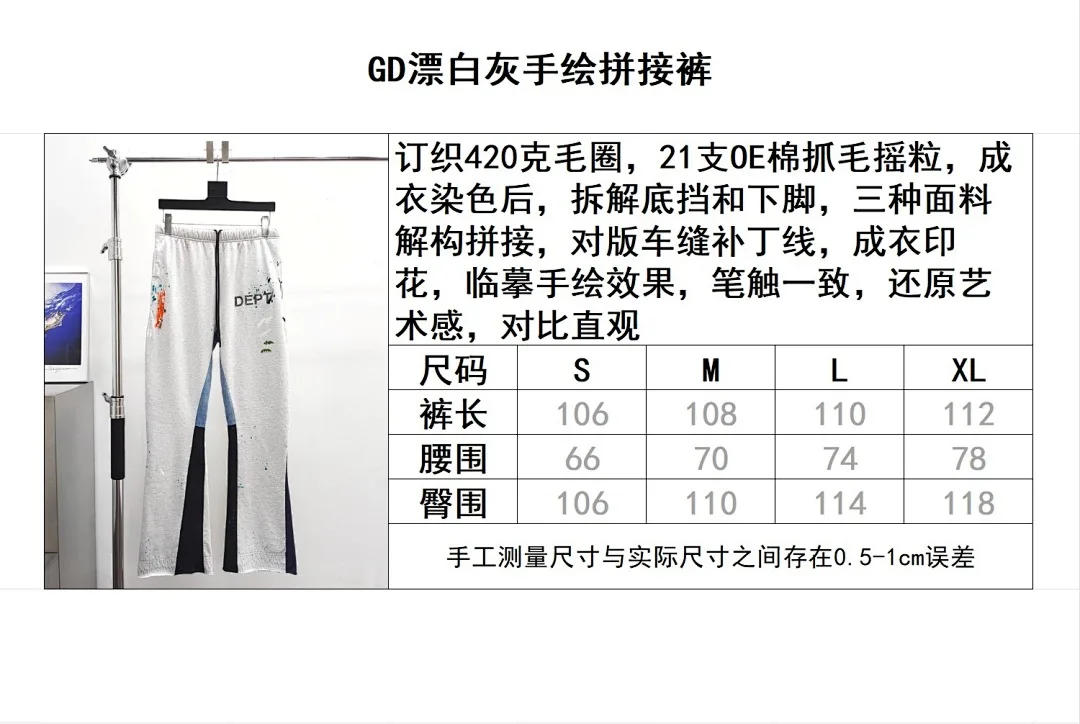 GD漂白灰手绘拼接裤
订织420克毛圈，21支OE棉抓毛摇粒，成
衣染色后，拆解底挡和下脚，三种面料
解构拼接，对版车缝补丁线，成衣印
花，临摹手绘效果，笔触一致，还原艺
术感，对比直观
DEPT
尺码 S M L XL
裤长 106 108 110 112
腰围 66 70 74 78
臀围 106 110 114 118
手工测量尺寸与实际尺寸之间存在0.5-1cm误差